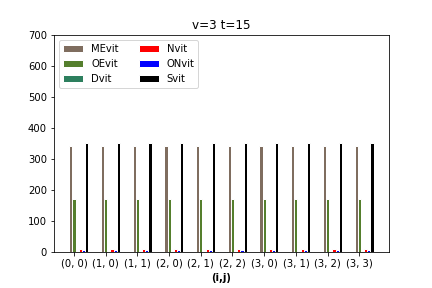 v=3 t=15
700
600
500
400
300
200
100
0
MEvit
OEvit
Dvit
Nvit
ONvit
Svit
(0, 0) (1, 0) (1, 1) (2, 0) (2, 1) (2, 2) (3, 0) (3, 1) (3, 2) (3, 3)
(i,j)